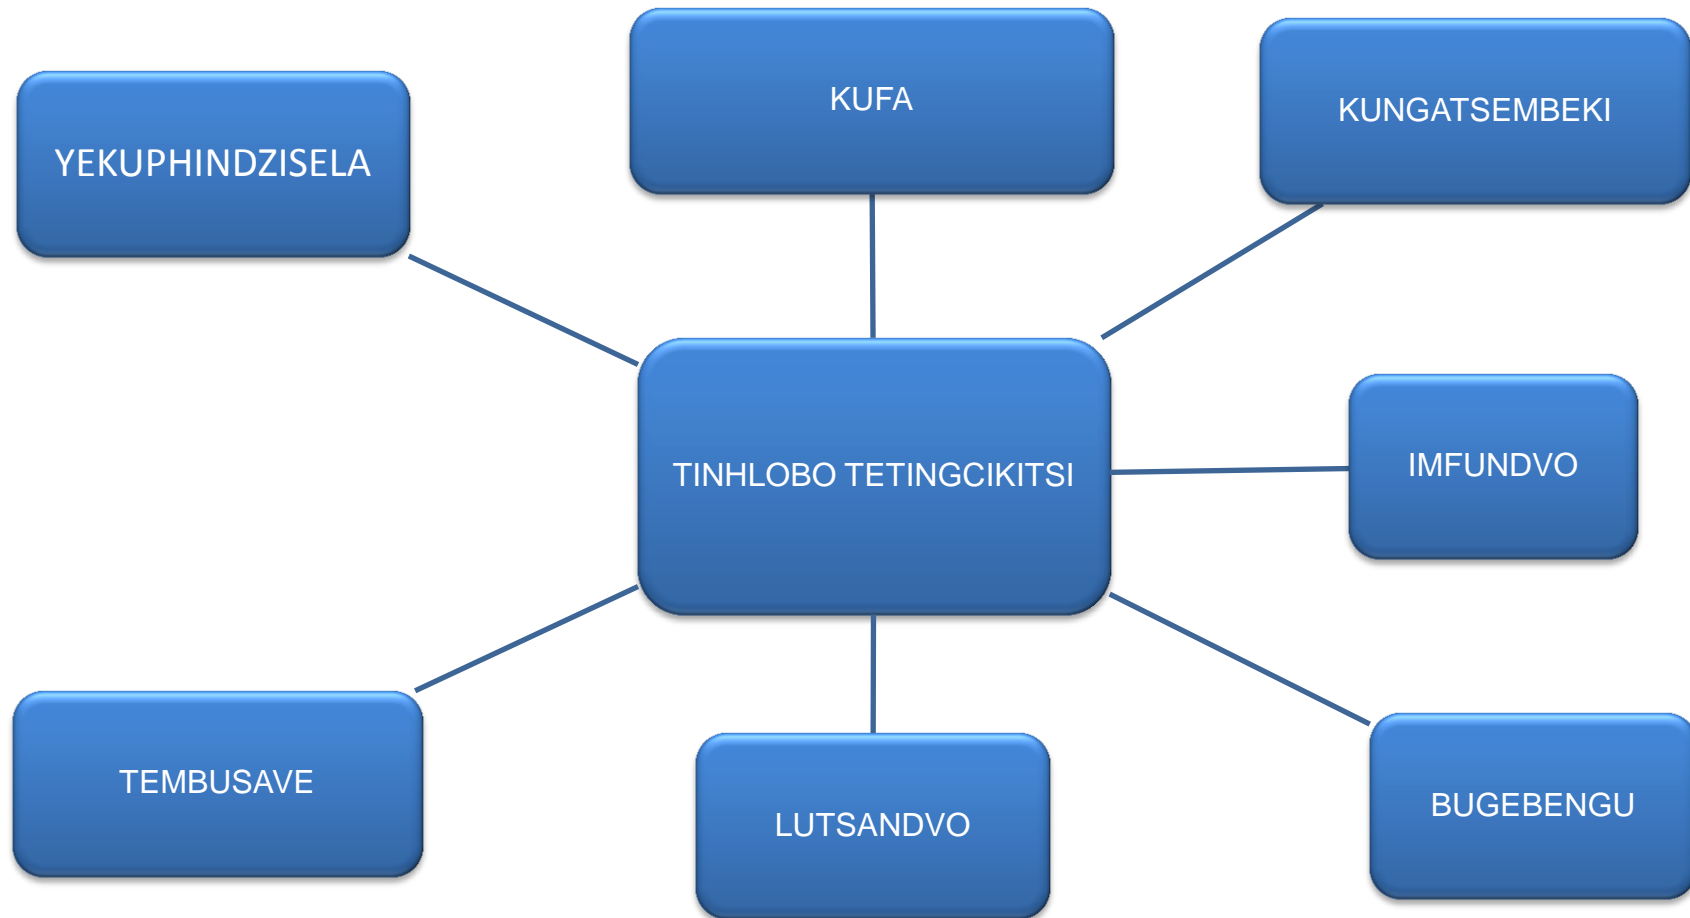 KUFA
KUNGATSEMBEKI
YEKUPHINDZISELA
IMFUNDVO
TINHLOBO TETINGCIKITSI
TEMBUSAVE
LUTSANDVO
BUGEBENGU